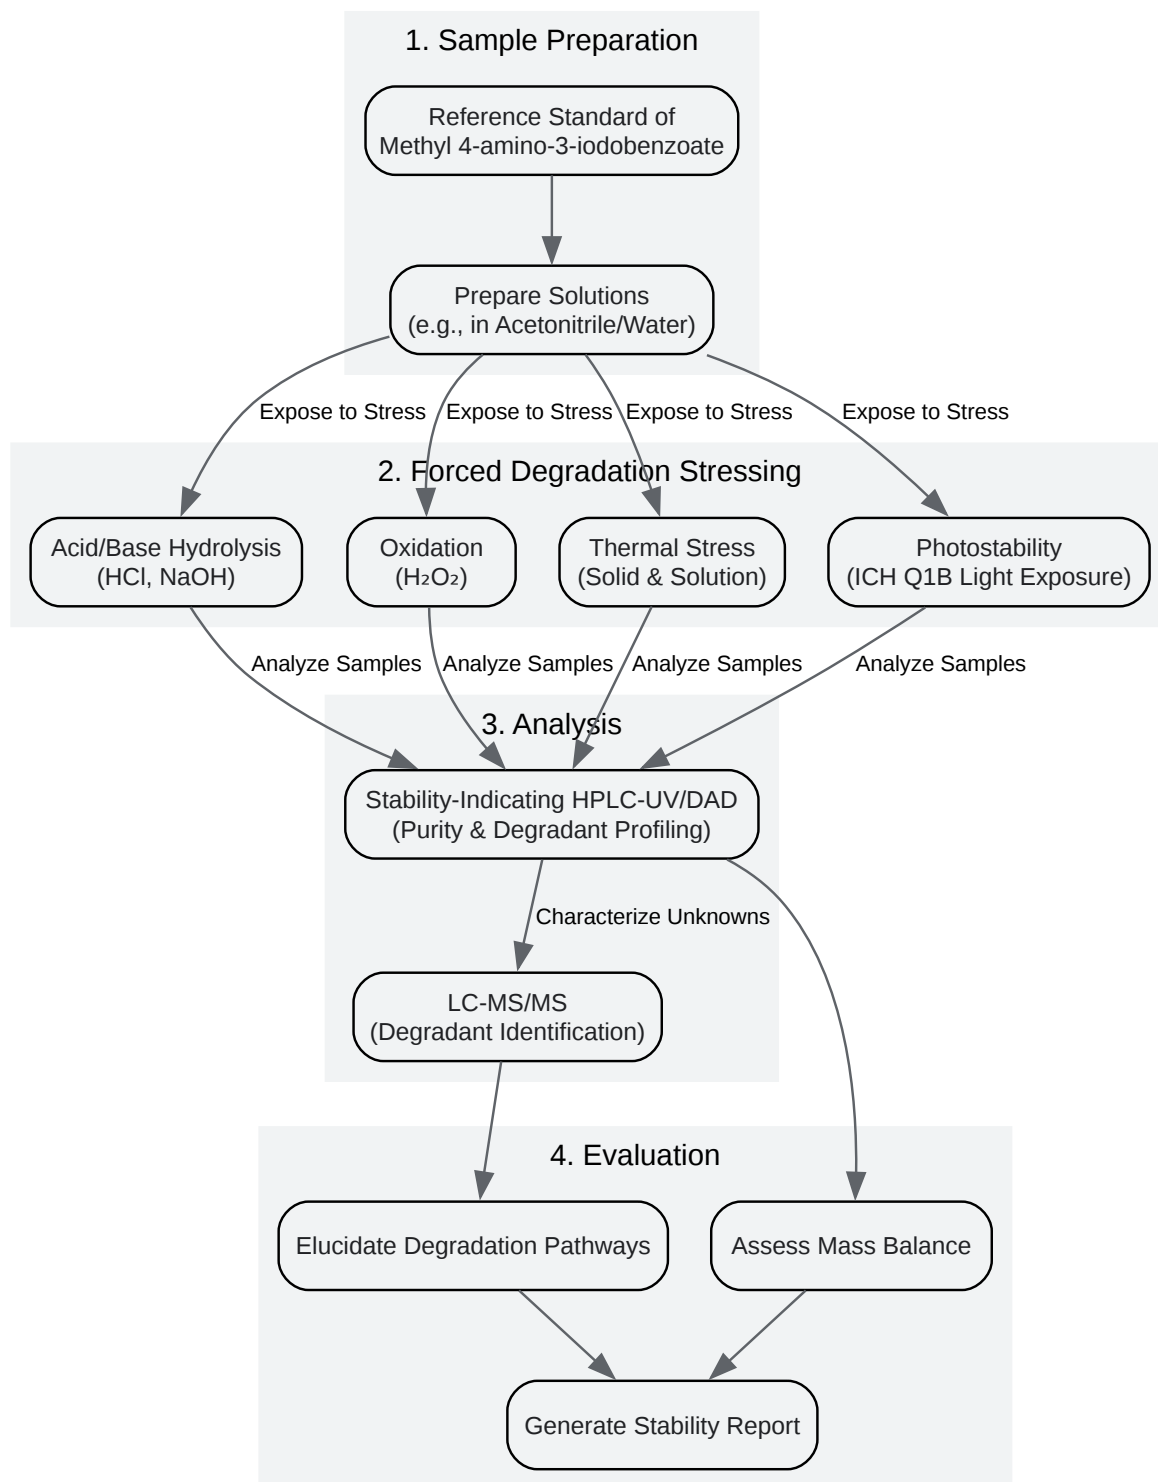 1. Sample Preparation
Reference Standard of
Methyl 4-amino-3-iodobenzoate
Prepare Solutions
(e.g., in Acetonitrile/Water)
Expose to Stress
Expose to Stress
Expose to Stress
Expose to Stress
2. Forced Degradation Stressing
Acid/Base Hydrolysis
(HCl, NaOH)
Oxidation
(H₂O₂)
Thermal Stress
(Solid & Solution)
Photostability
(ICH Q1B Light Exposure)
Analyze Samples
Analyze Samples
Analyze Samples
Analyze Samples
3. Analysis
Stability-Indicating HPLC-UV/DAD
(Purity & Degradant Profiling)
Characterize Unknowns
LC-MS/MS
(Degradant Identification)
4. Evaluation
Elucidate Degradation Pathways
Assess Mass Balance
Generate Stability Report